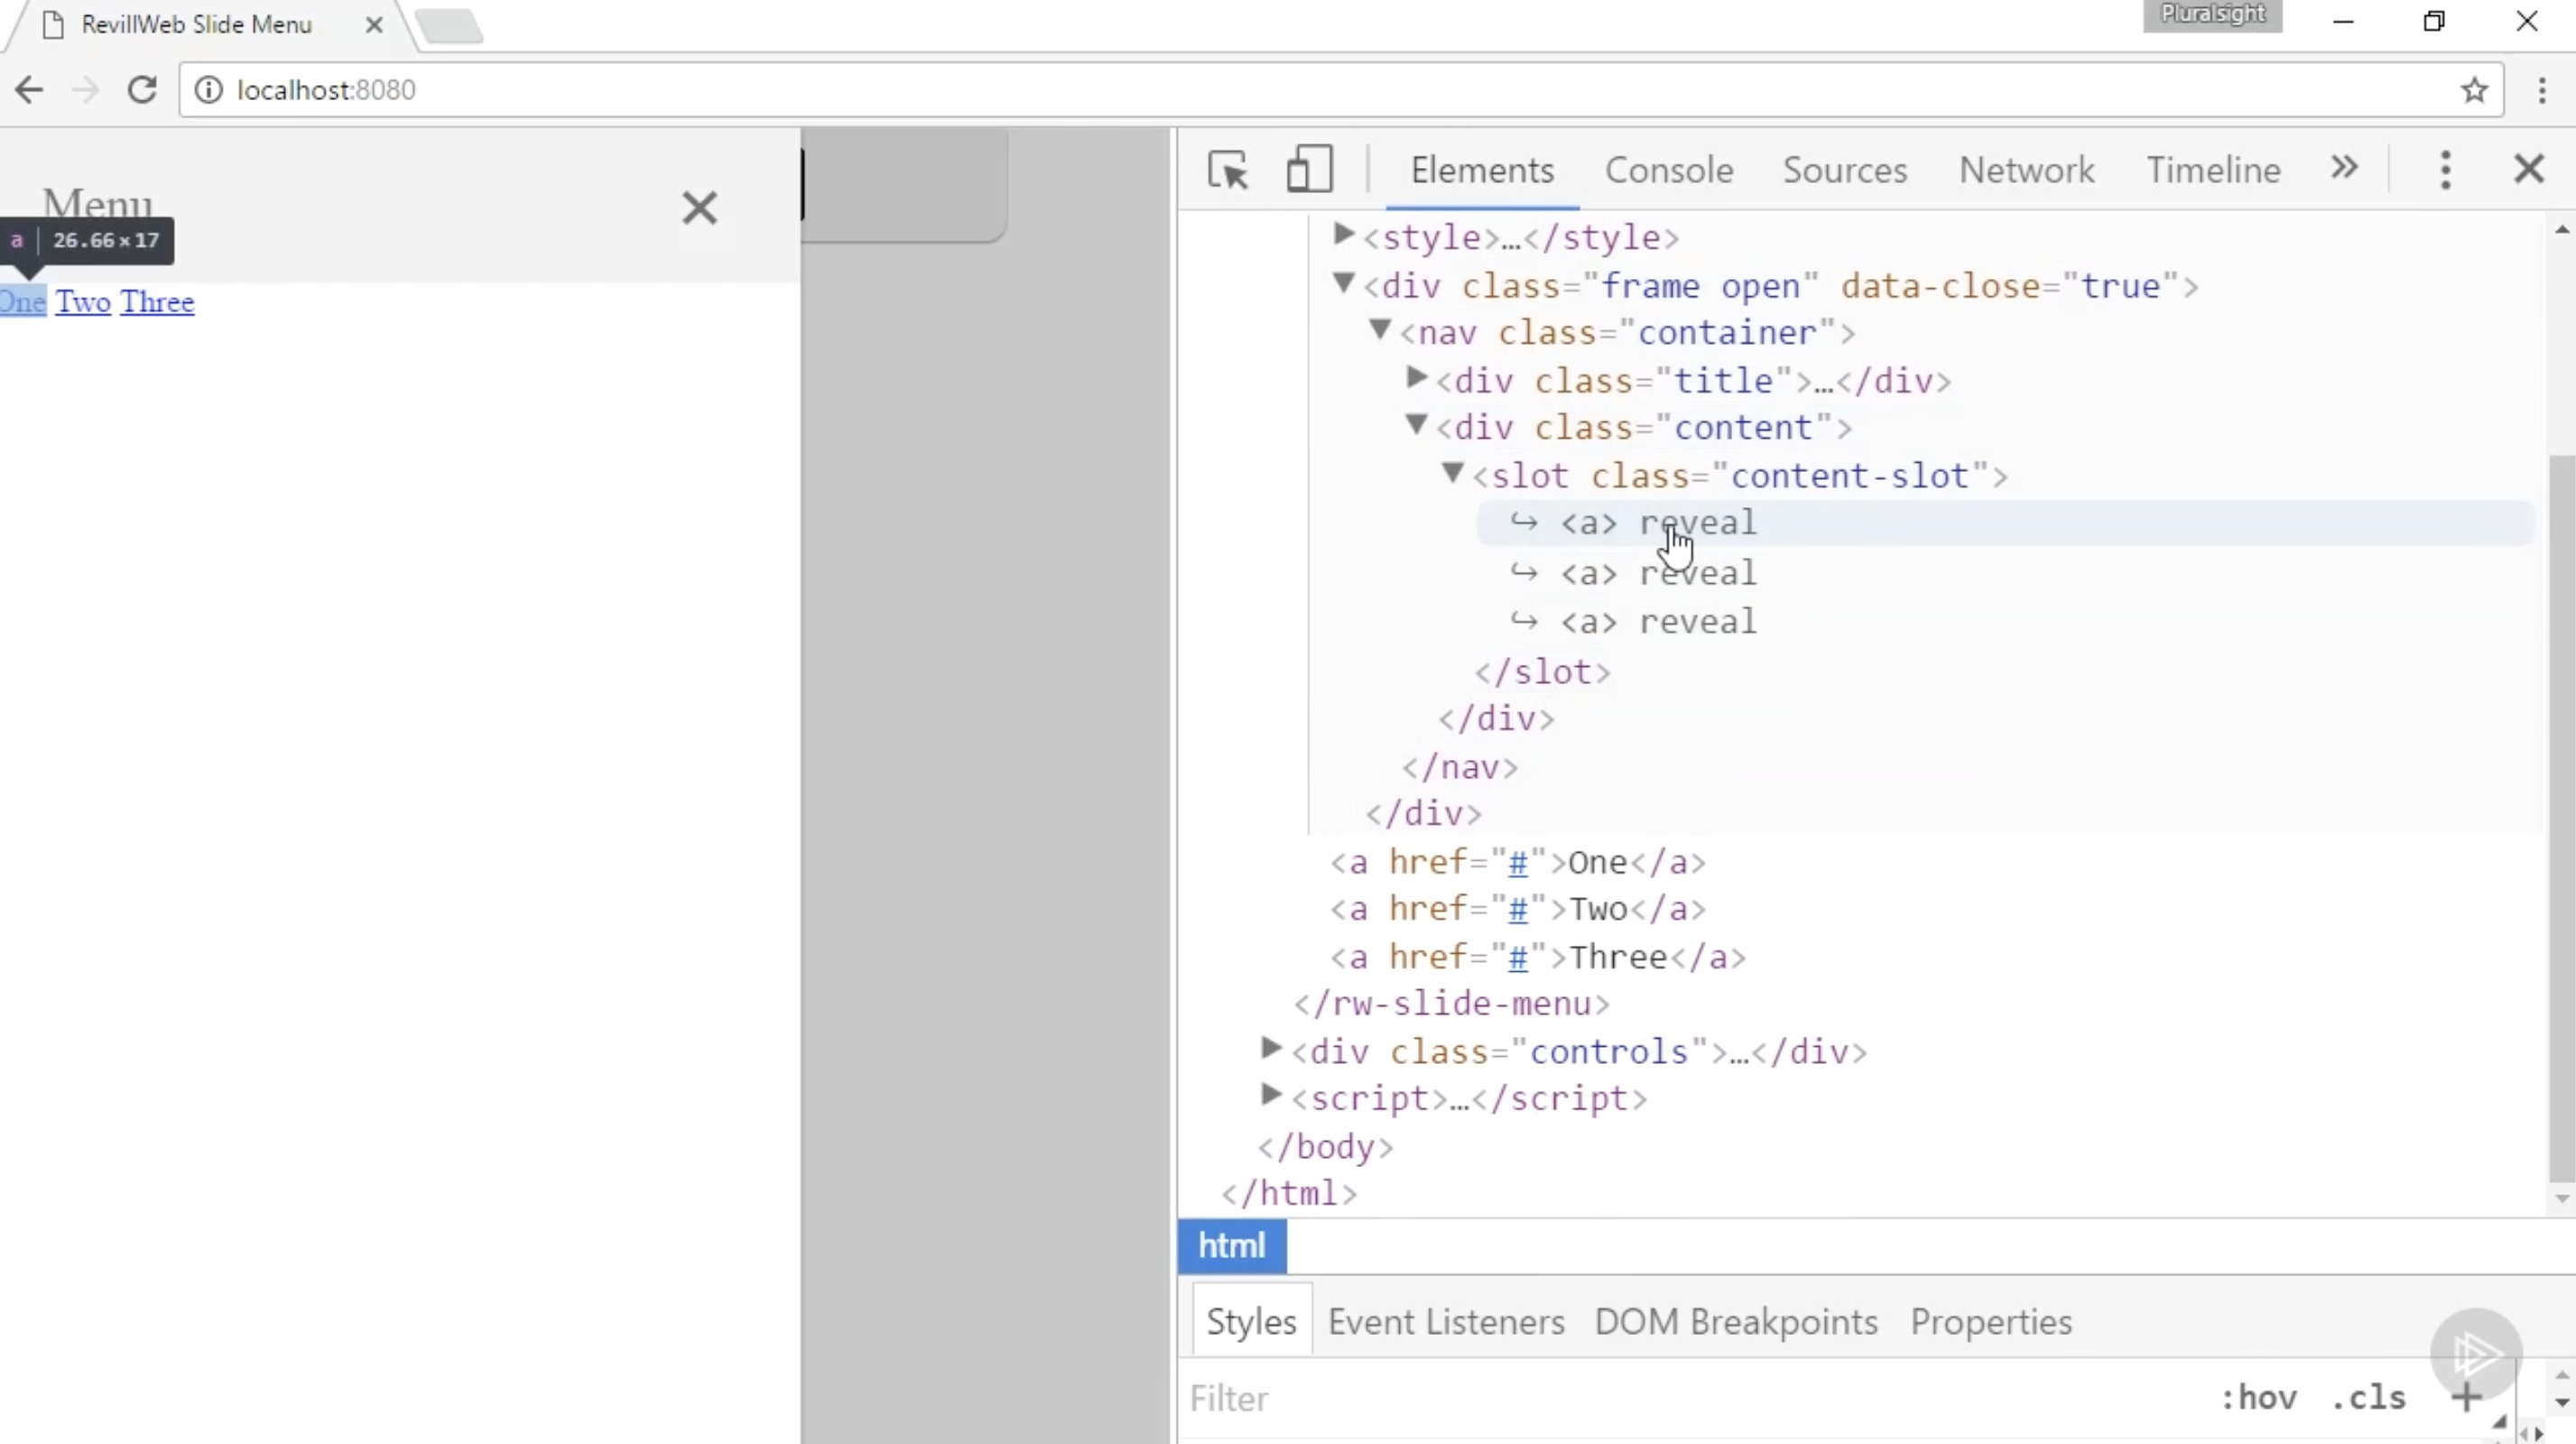 RevillWeb Slide Menu
Pluralsight
localhost:8080
Menu
a 26.66×17
One Two Three
Elements Console Sources Network Timeline
<style>…</style>
<div class="frame open" data-close="true">
<nav class="container">
<div class="title">…</div>
<div class="content">
<slot class="content-slot">
↪ <a> reveal
↪ <a> reveal
↪ <a> reveal
</slot>
</div>
</nav>
</div>
<a href="#">One</a>
<a href="#">Two</a>
<a href="#">Three</a>
</rw-slide-menu>
<div class="controls">…</div>
<script>…</script>
</body>
</html>
html
Styles Event Listeners DOM Breakpoints Properties
Filter :hov .cls +